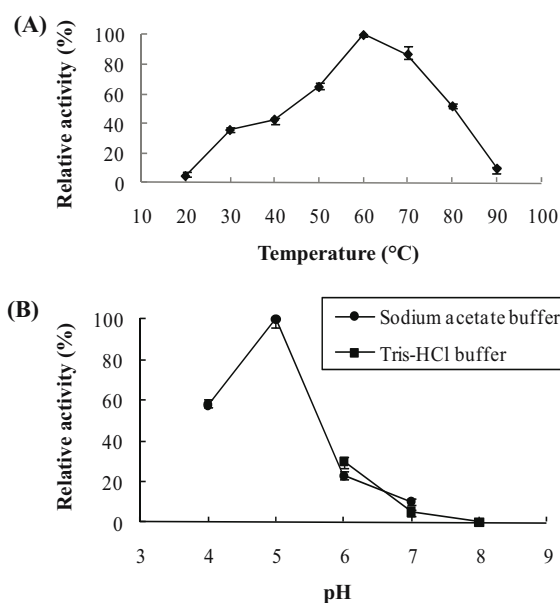 (A)
Relative activity (%)
100
80
60
40
20
0
10 20 30 40 50 60 70 80 90 100
Temperature (°C)
(B)
Relative activity (%)
100
80
60
40
20
0
Sodium acetate buffer
Tris-HCl buffer
3 4 5 6 7 8 9
pH